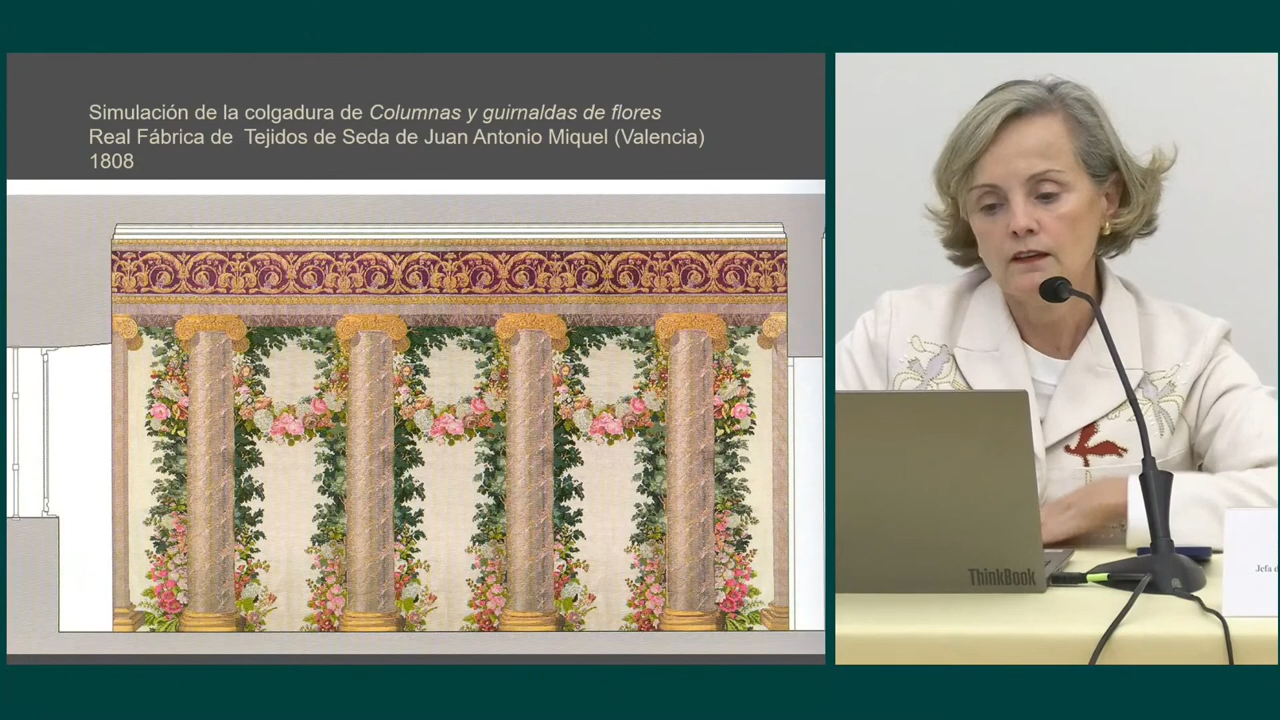 Simulación de la colgadura de Columnas y guirnaldas de flores
Real Fábrica de Tejidos de Seda de Juan Antonio Miquel (Valencia)
1808
ThinkBook
Jefa d